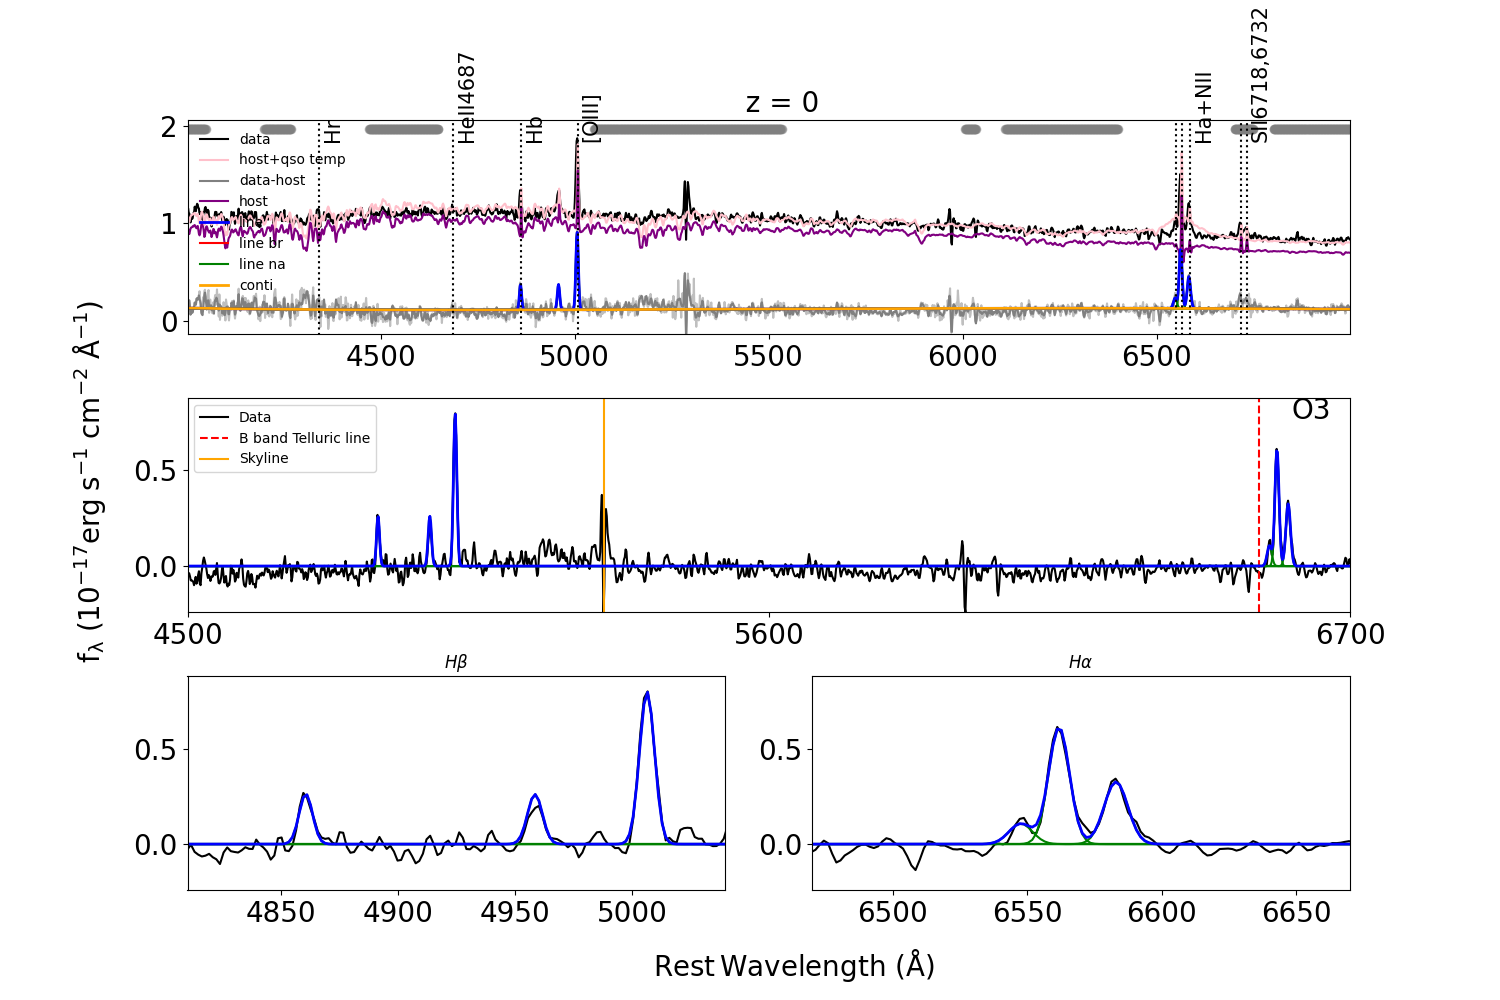 z = 0
Hr
HeII4687
Hb
[OIII]
Ha+NII
SII6718,6732
data
host+qso temp
data-host
host
line
line br
line na
conti
2
1
0
4500
5000
5500
6000
6500
fλ (10⁻¹⁷erg s⁻¹ cm⁻² Å⁻¹)
O3
Data
B band Telluric line
Skyline
0.5
0.0
4500
5600
6700
Hβ
0.5
0.0
4850
4900
4950
5000
Hα
0.5
0.0
6500
6550
6600
6650
Rest Wavelength (Å)